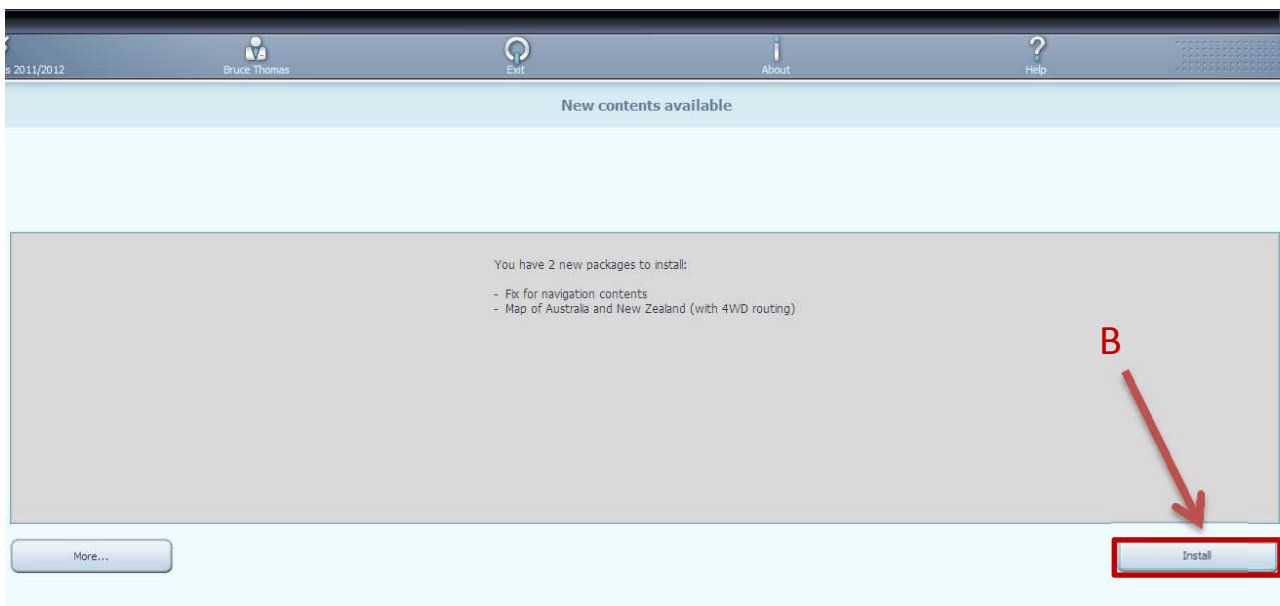 s 2011/2012
Bruce Thomas
Exit
About
Help
New contents available
You have 2 new packages to install:
- Fix for navigation contents
- Map of Australia and New Zealand (with 4WD routing)
B
More...
Install